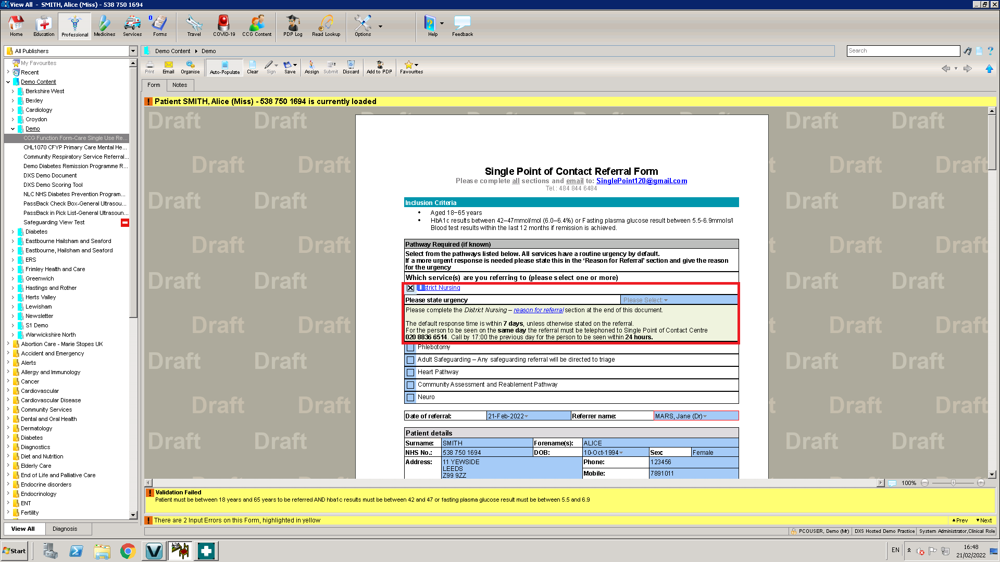 View All - SMITH, Alice (Miss) - 538 750 1694
Home
Education
Professional
Medicines
Services
0
Forms
Travel
COVID-19
CCG Content
PDP Log
Read Lookup
Options
Help
Feedback
All Publishers
Demo Content
Demo
Search
Print
Email
Organise
Auto-Populate
Clear
Sign
Save
Assign
Submit
Discard
Add to PDP
Favourites
Form
Notes
Patient SMITH, Alice (Miss) - 538 750 1694 is currently loaded
My Favourites
Recent
Demo Content
Berkshire West
Bexley
Cardiology
Croydon
Demo
CCG Function Form-Care Single Use Re...
CHL1070 CFYP Primary Care Mental He...
Community Respiratory Service Referral...
Demo Diabetes Remission Programme R...
DXS Demo Document
DXS Demo Scoring Tool
NLC NHS Diabetes Prevention Program...
PassBack Check Box-General Ultrasou...
PassBack in Pick List-General Ultrasoun...
Safeguarding View Test
Diabetes
Eastbourne Hailsham and Seaford
Eastbourne, Hailsham and Seaford
ERS
Frimley Health and Care
Greenwich
Hastings and Rother
Herts Valley
Lewisham
Newsletter
S1 Demo
Warwickshire North
Abortion Care - Marie Stopes UK
Accident and Emergency
Alerts
Allergy and Immunology
Cancer
Cardiovascular
Cardiovascular Disease
Community Services
Dental and Oral Health
Dermatology
Diabetes
Diagnostics
Diet and Nutrition
Elderly Care
End of Life and Palliative Care
Endocrine disorders
Endocrinology
ENT
Fertility
View All
Diagnosis
Draft Draft Draft Draft
Single Point of Contact Referral Form
Please complete all sections and email to: SinglePoint120@gmail.com
Tel.: 484 844 6484
Inclusion Criteria
• Aged 18–65 years
• HbA1c results between 42–47mmol/mol (6.0–6.4%) or Fasting plasma glucose result between 5.5-6.9mmols/l
Blood test results within the last 12 months if remission is achieved.
Pathway Required (if known)
Select from the pathways listed below. All services have a routine urgency by default.
If a more urgent response is needed please state this in the ‘Reason for Referral’ section and give the reason
for the urgency
Which service(s) are you referring to (please select one or more)
strict Nursing
Please state urgency
Please Select:
Please complete the District Nursing – reason for referral section at the end of this document.
The default response time is within 7 days, unless otherwise stated on the referral.
For the person to be seen on the same day the referral must be telephoned to Single Point of Contact Centre
020 8836 6514. Call by 17:00 the previous day for the person to be seen within 24 hours.
Phlebotomy
Adult Safeguarding – Any safeguarding referral will be directed to triage
Heart Pathway
Community Assessment and Reablement Pathway
Neuro
Date of referral: 21-Feb-2022 Referrer name: MARS, Jane (Dr)
Patient details
Surname: SMITH Forename(s): ALICE
NHS No.: 538 750 1694 DOB: 10-Oct-1994 Sex: Female
Address: 11 YEWSIDE Phone: 123456
LEEDS
Z99 9ZZ Mobile: 7891011
100%
Validation Failed
Patient must be between 18 years and 65 years to be referred AND hba1c results must be between 42 and 47 or fasting plasma glucose result must be between 5.5 and 6.9
There are 2 Input Errors on this Form, highlighted in yellow
Prev
Next
PCOUSER, Demo (Mr)
DXS Hosted Demo Practice
System Administrator,Clinical Role
Start
EN
16:48
21/02/2022